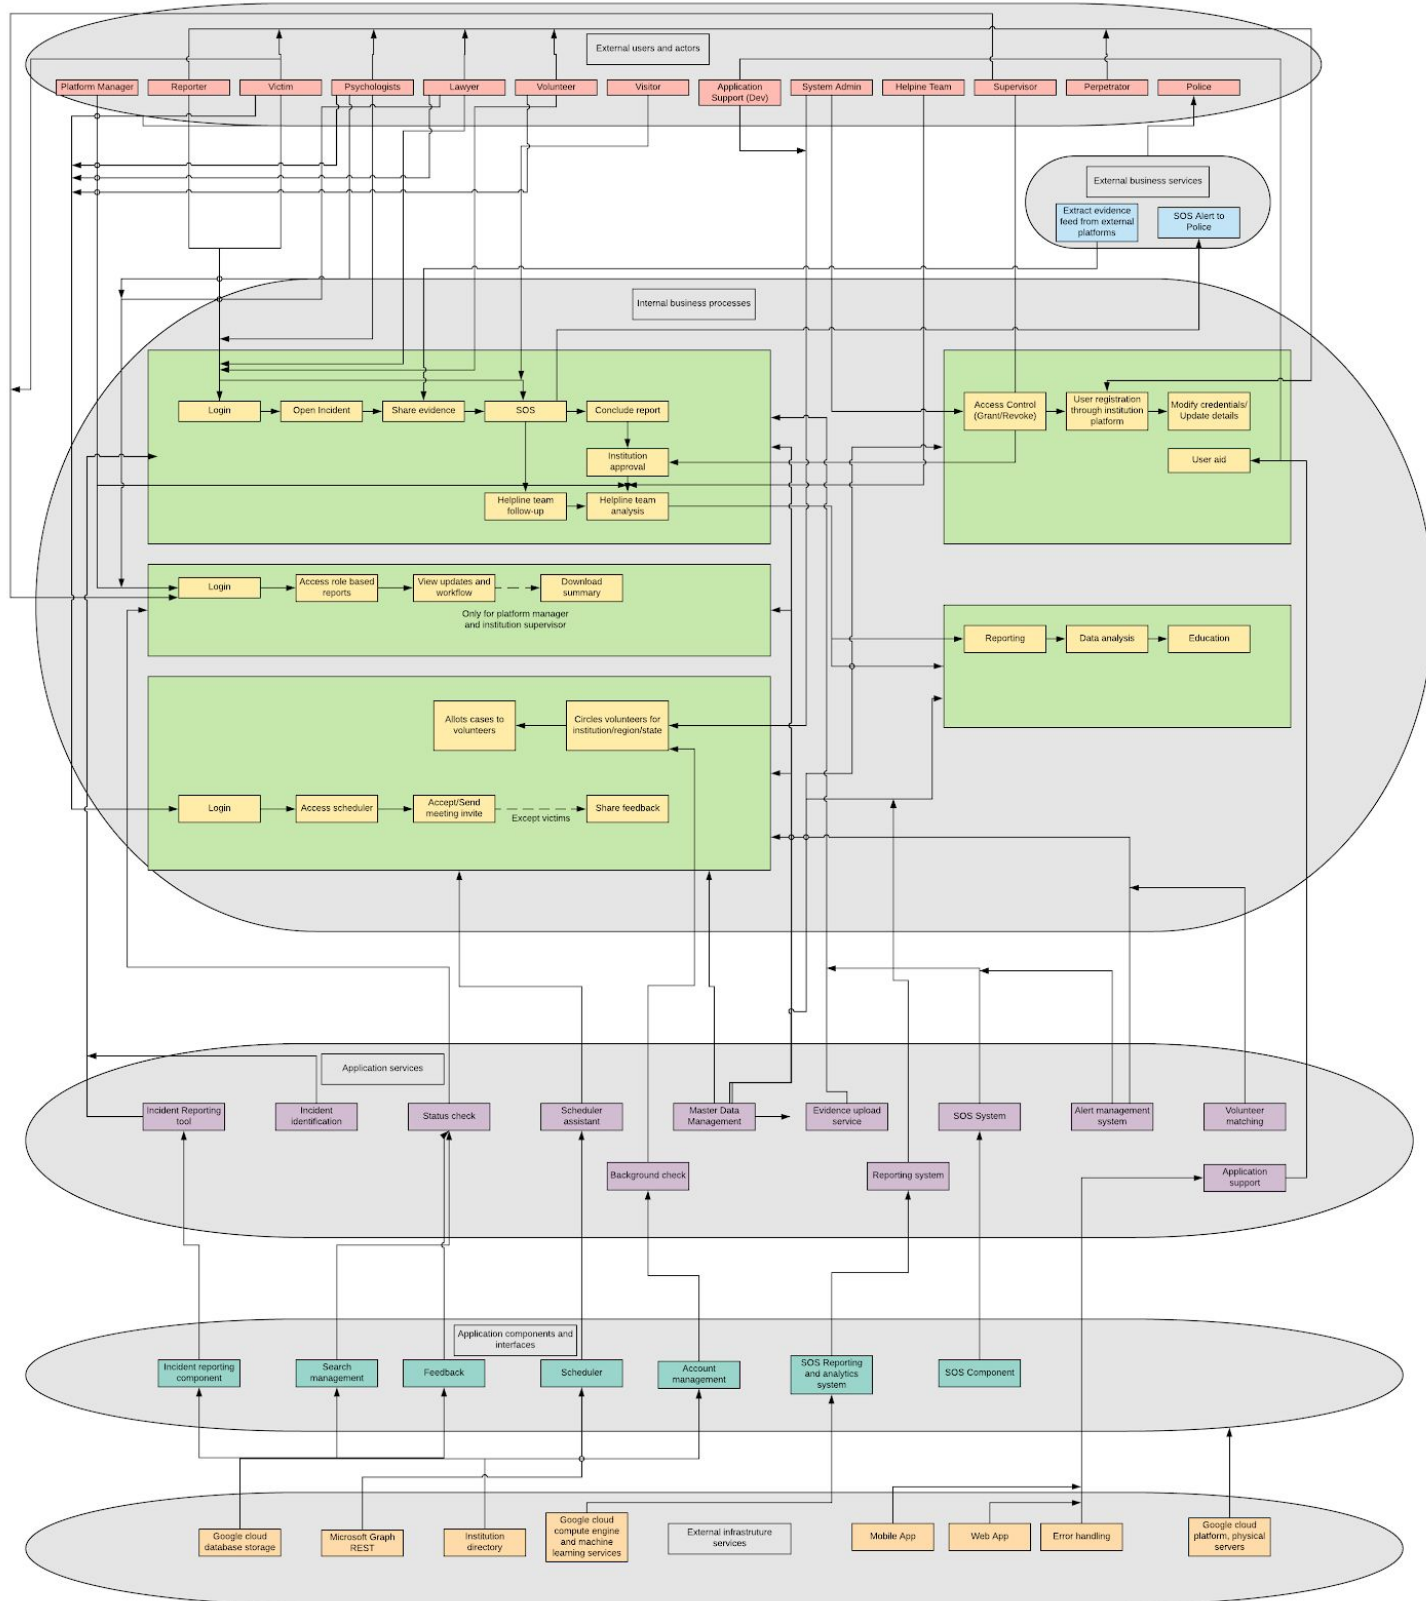 External users and actors
Platform Manager
Reporter
Victim
Psychologists
Lawyer
Volunteer
Visitor
Application
Support (Dev)
System Admin
Helpine Team
Supervisor
Perpetrator
Police
External business services
Extract evidence
feed from external
platforms
SOS Alert to
Police
Internal business processes
Login
Open Incident
Share evidence
SOS
Conclude report
Institution
approval
Helpline team
follow-up
Helpline team
analysis
Access Control
(Grant/Revoke)
User registration
through institution
platform
Modify credentials/
Update details
User aid
Login
Access role based
reports
View updates and
workflow
Download
summary
Only for platform manager
and institution supervisor
Reporting
Data analysis
Education
Allots cases to
volunteers
Circles volunteers for
institution/region/state
Login
Access scheduler
Accept/Send
meeting invite
Except victims
Share feedback
Application services
Incident Reporting
tool
Incident
identification
Status check
Scheduler
assistant
Master Data
Management
Evidence upload
service
SOS System
Alert management
system
Volunteer
matching
Background check
Reporting system
Application
support
Application components and
interfaces
Incident reporting
component
Search
management
Feedback
Scheduler
Account
management
SOS Reporting
and analytics
system
SOS Component
Google cloud
database storage
Microsoft Graph
REST
Institution
directory
Google cloud
compute engine
and machine
learning services
External infrastruture
services
Mobile App
Web App
Error handling
Google cloud
platform, physical
servers